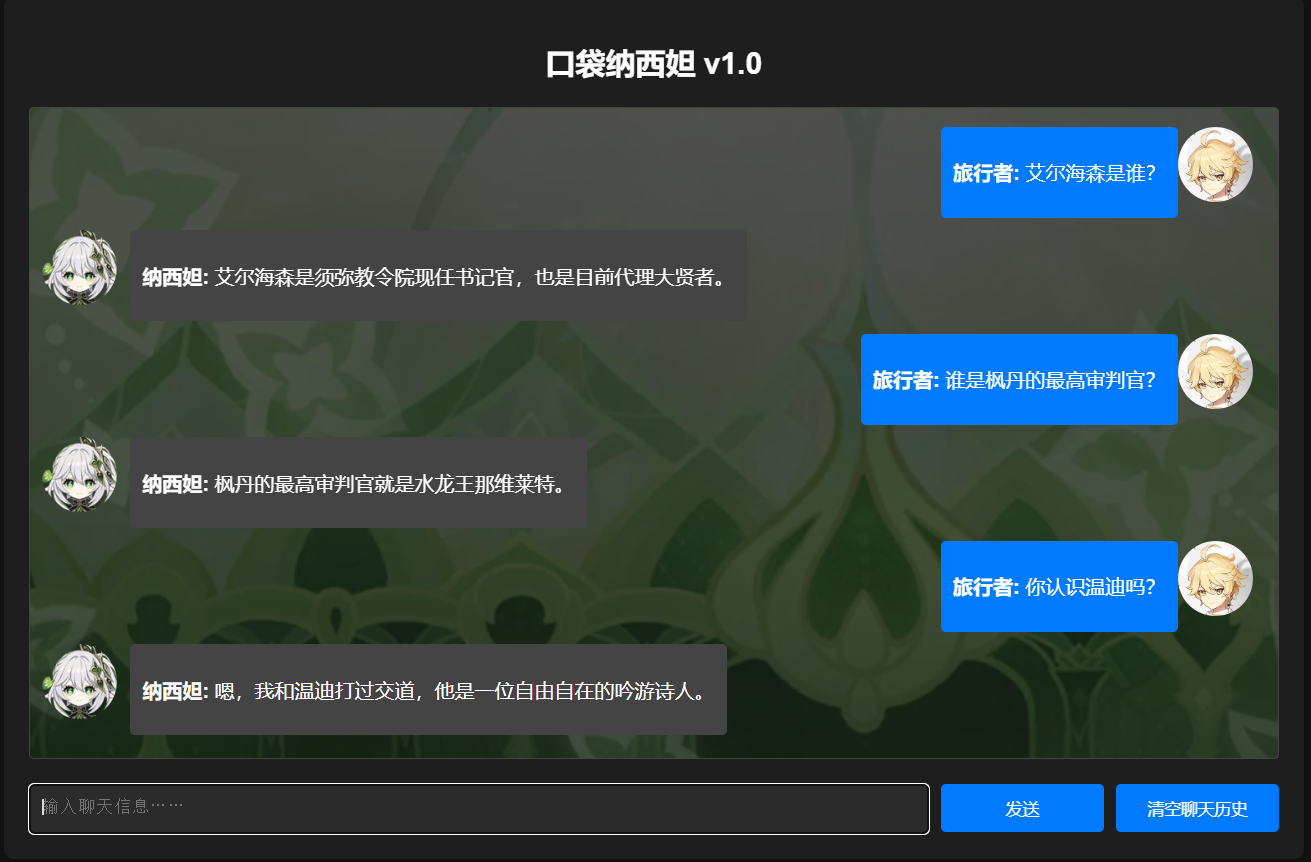 口袋纳西妲 v1.0
旅行者: 艾尔海森是谁？
纳西妲: 艾尔海森是须弥教令院现任书记官，也是目前代理大贤者。
旅行者: 谁是枫丹的最高审判官？
纳西妲: 枫丹的最高审判官就是水龙王那维莱特。
旅行者: 你认识温迪吗？
纳西妲: 嗯，我和温迪打过交道，他是一位自由自在的吟游诗人。
输入聊天信息……
发送
清空聊天历史